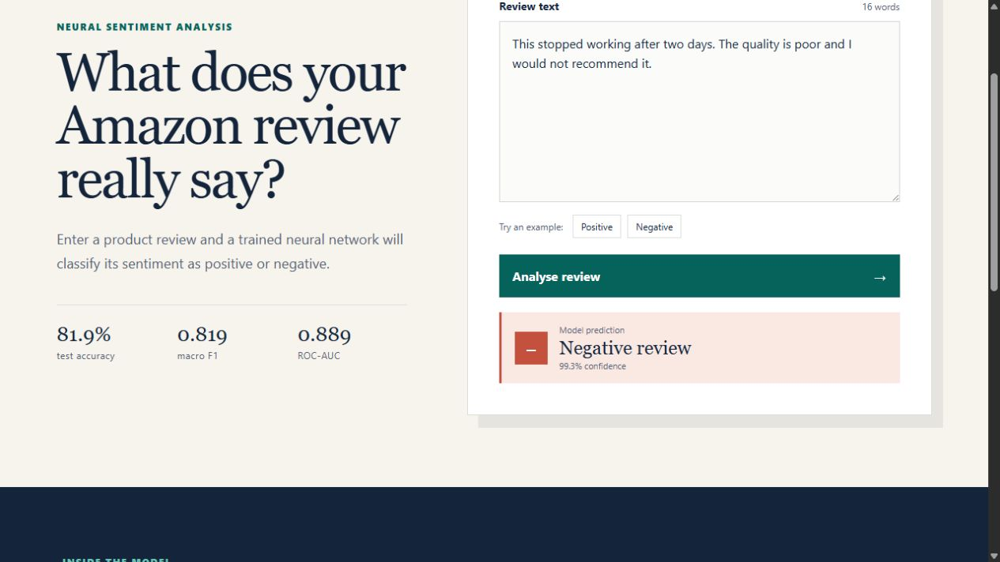 NEURAL SENTIMENT ANALYSIS
What does your
Amazon review
really say?
Enter a product review and a trained neural network will
classify its sentiment as positive or negative.
81.9%
test accuracy
0.819
macro F1
0.889
ROC-AUC
Review text
16 words
This stopped working after two days. The quality is poor and I
would not recommend it.
Try an example:
Positive
Negative
Analyse review →
–
Model prediction
Negative review
99.3% confidence
INSIDE THE MODEL